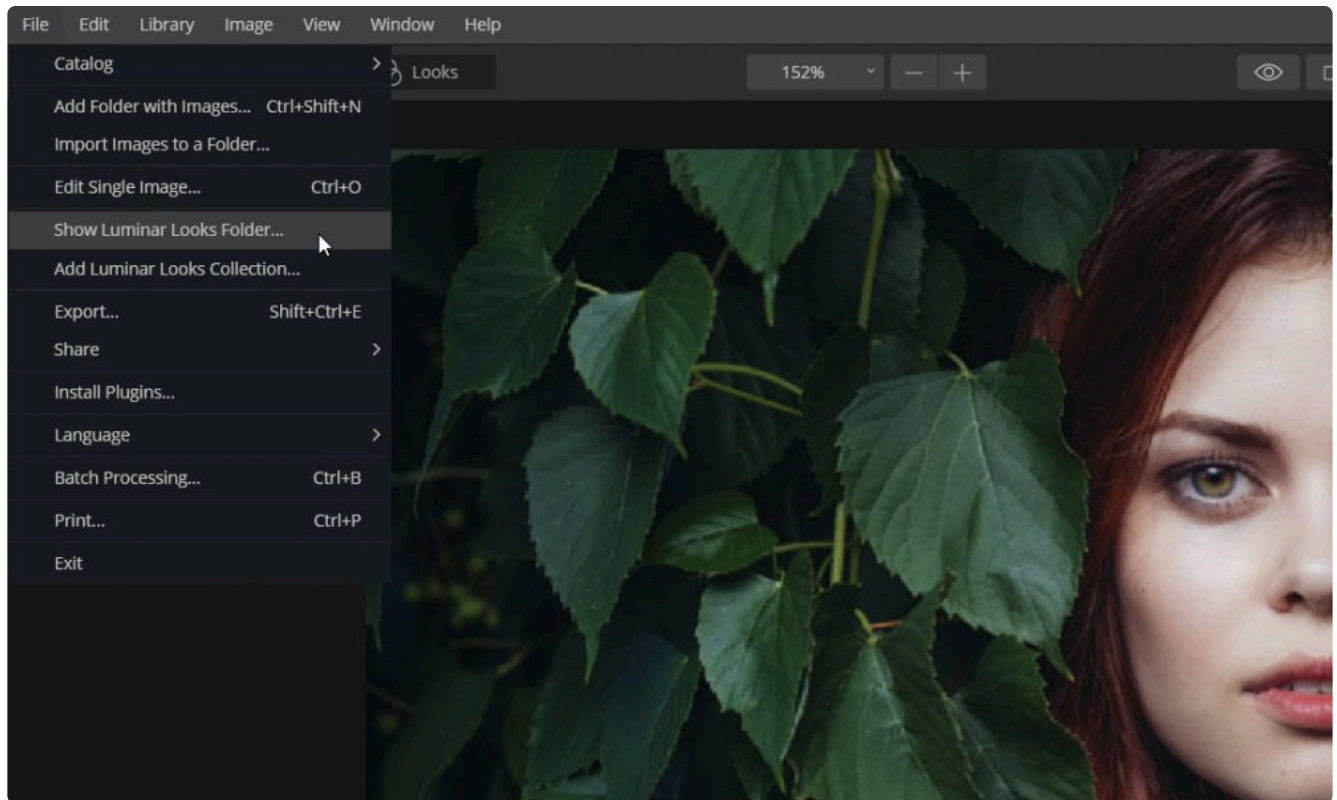 File Edit Library Image View Window Help
Catalog
Looks
152%
Add Folder with Images... Ctrl+Shift+N
Import Images to a Folder...
Edit Single Image... Ctrl+O
Show Luminar Looks Folder...
Add Luminar Looks Collection...
Export... Shift+Ctrl+E
Share
Install Plugins...
Language
Batch Processing... Ctrl+B
Print... Ctrl+P
Exit